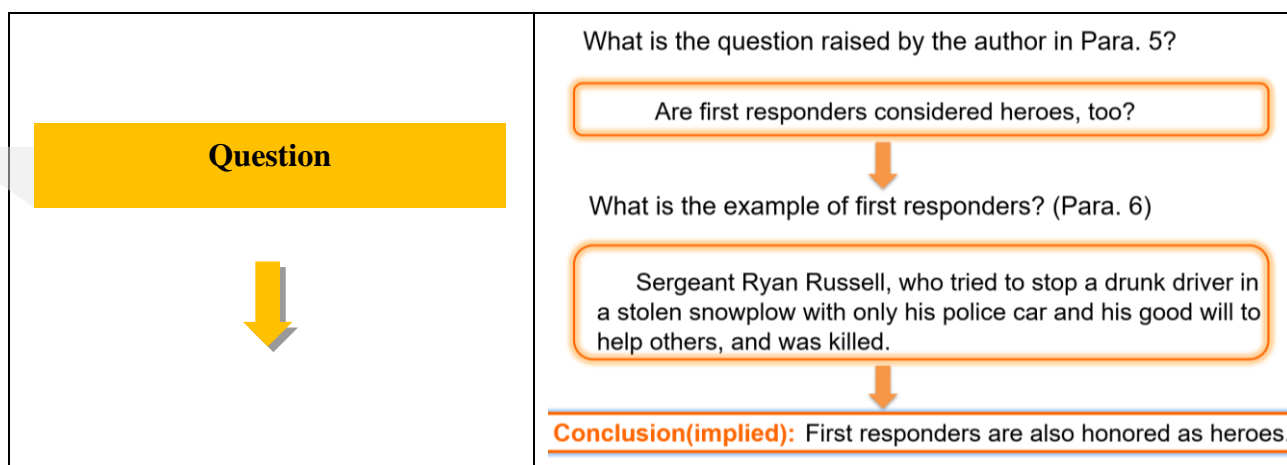 Question
What is the question raised by the author in Para. 5?
Are first responders considered heroes, too?
What is the example of first responders? (Para. 6)
Sergeant Ryan Russell, who tried to stop a drunk driver in
a stolen snowplow with only his police car and his good will to
help others, and was killed.
Conclusion(implied): First responders are also honored as heroes.